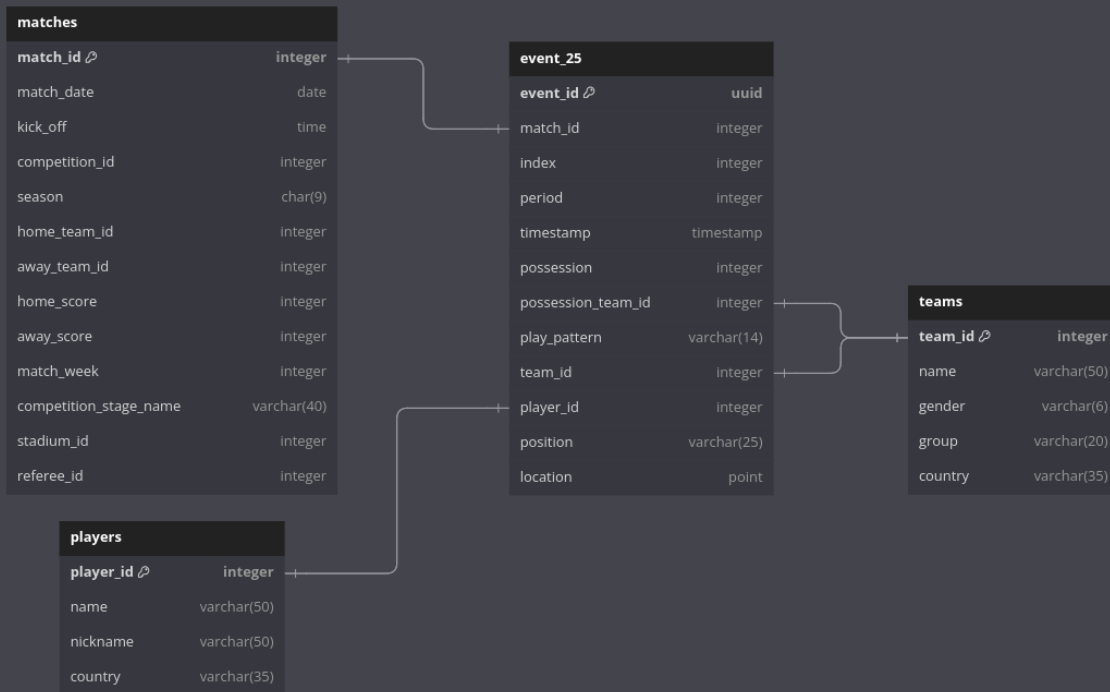 matches
match_id integer
match_date date
kick_off time
competition_id integer
season char(9)
home_team_id integer
away_team_id integer
home_score integer
away_score integer
match_week integer
competition_stage_name varchar(40)
stadium_id integer
referee_id integer
event_25
event_id uuid
match_id integer
index integer
period integer
timestamp timestamp
possession integer
possession_team_id integer
play_pattern varchar(14)
team_id integer
player_id integer
position varchar(25)
location point
teams
team_id integer
name varchar(50)
gender varchar(6)
group varchar(20)
country varchar(35)
players
player_id integer
name varchar(50)
nickname varchar(50)
country varchar(35)